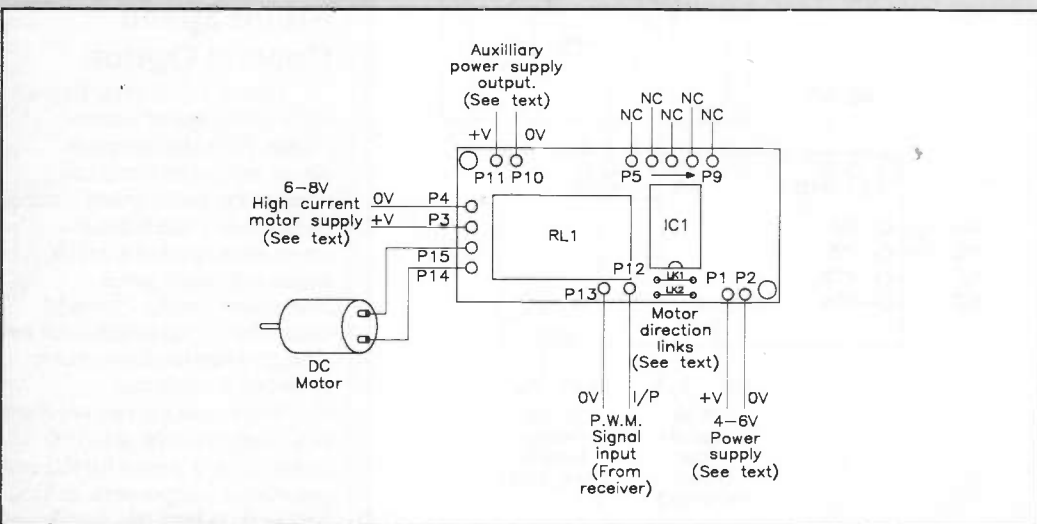 Auxilliary
power supply
output.
(See text)
+V 0V
NC NC
NC NC NC
P11 P10
P5 P9
6–8V
High current
motor supply
(See text)
0V P4
+V P3
P15
P14
RL1
IC1
P12
P13
LK1
LK2
P1 P2
DC
Motor
Motor
direction
links
(See text)
0V I/P
P.W.M.
Signal
input
(From
receiver)
+V 0V
4–6V
Power
supply
(See text)